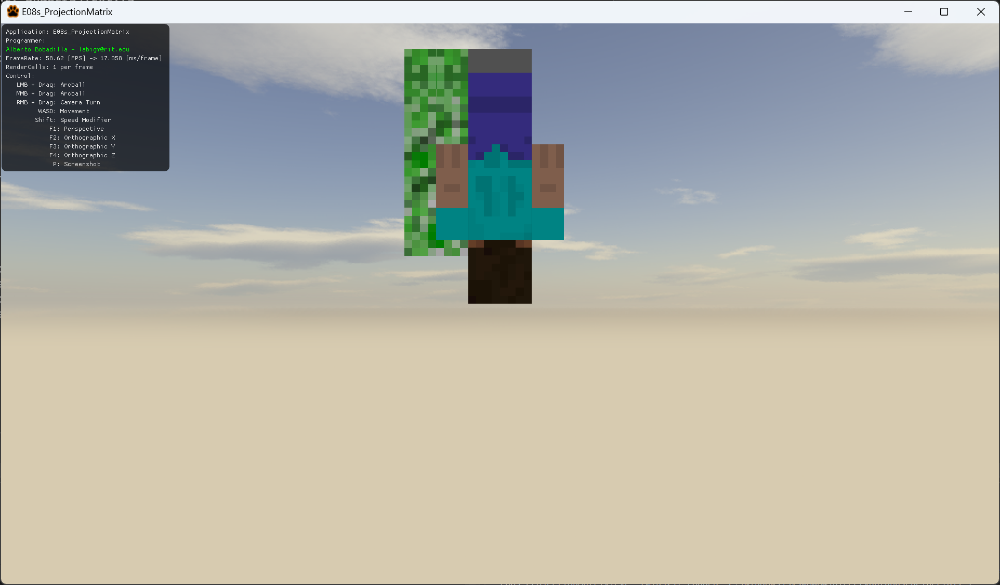 E08s_ProjectionMatrix
Application: E08s_ProjectionMatrix
Programmer:
Alberto Bobadilla - labigm@rit.edu
FrameRate: 58.62 [FPS] -> 17.058 [ms/frame]
RenderCalls: 1 per frame
Control:
LMB + Drag: Arcball
MMB + Drag: Arcball
RMB + Drag: Camera Turn
WASD: Movement
Shift: Speed Modifier
F1: Perspective
F2: Orthographic X
F3: Orthographic Y
F4: Orthographic Z
P: Screenshot